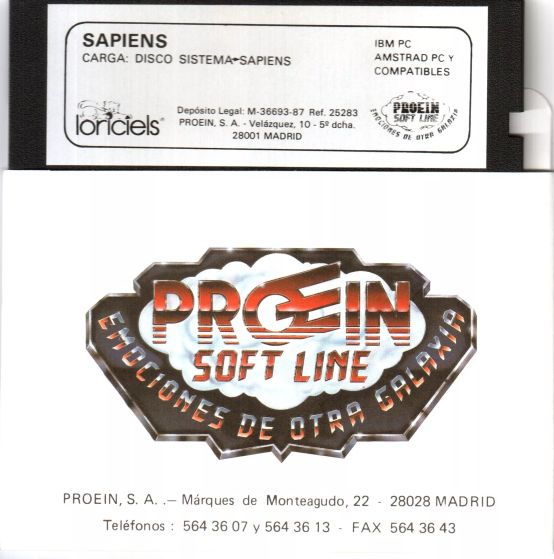 SAPIENS
CARGA: DISCO SISTEMA→SAPIENS
IBM PC
AMSTRAD PC Y
COMPATIBLES
loriciels®
Depósito Legal: M-36693-87 Ref. 25283
PROEIN, S. A. - Velázquez, 10 - 5º dcha.
28001 MADRID
PROEIN
SOFT LINE
EMOCIONES DE OTRA GALAXIA
PROEIN
SOFT LINE
EMOCIONES DE OTRA GALAXIA
PROEIN, S. A. .— Márques de Monteagudo, 22 - 28028 MADRID
Teléfonos : 564 36 07 y 564 36 13 - FAX 564 36 43